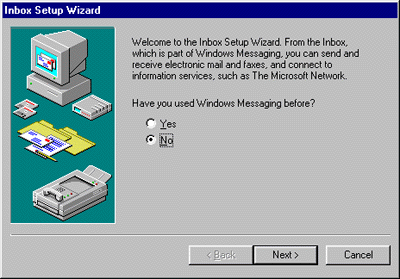 Inbox Setup Wizard
Welcome to the Inbox Setup Wizard. From the Inbox,
which is part of Windows Messaging, you can send and
receive electronic mail and faxes, and connect to
information services, such as The Microsoft Network.
Have you used Windows Messaging before?
Yes
No
< Back
Next >
Cancel